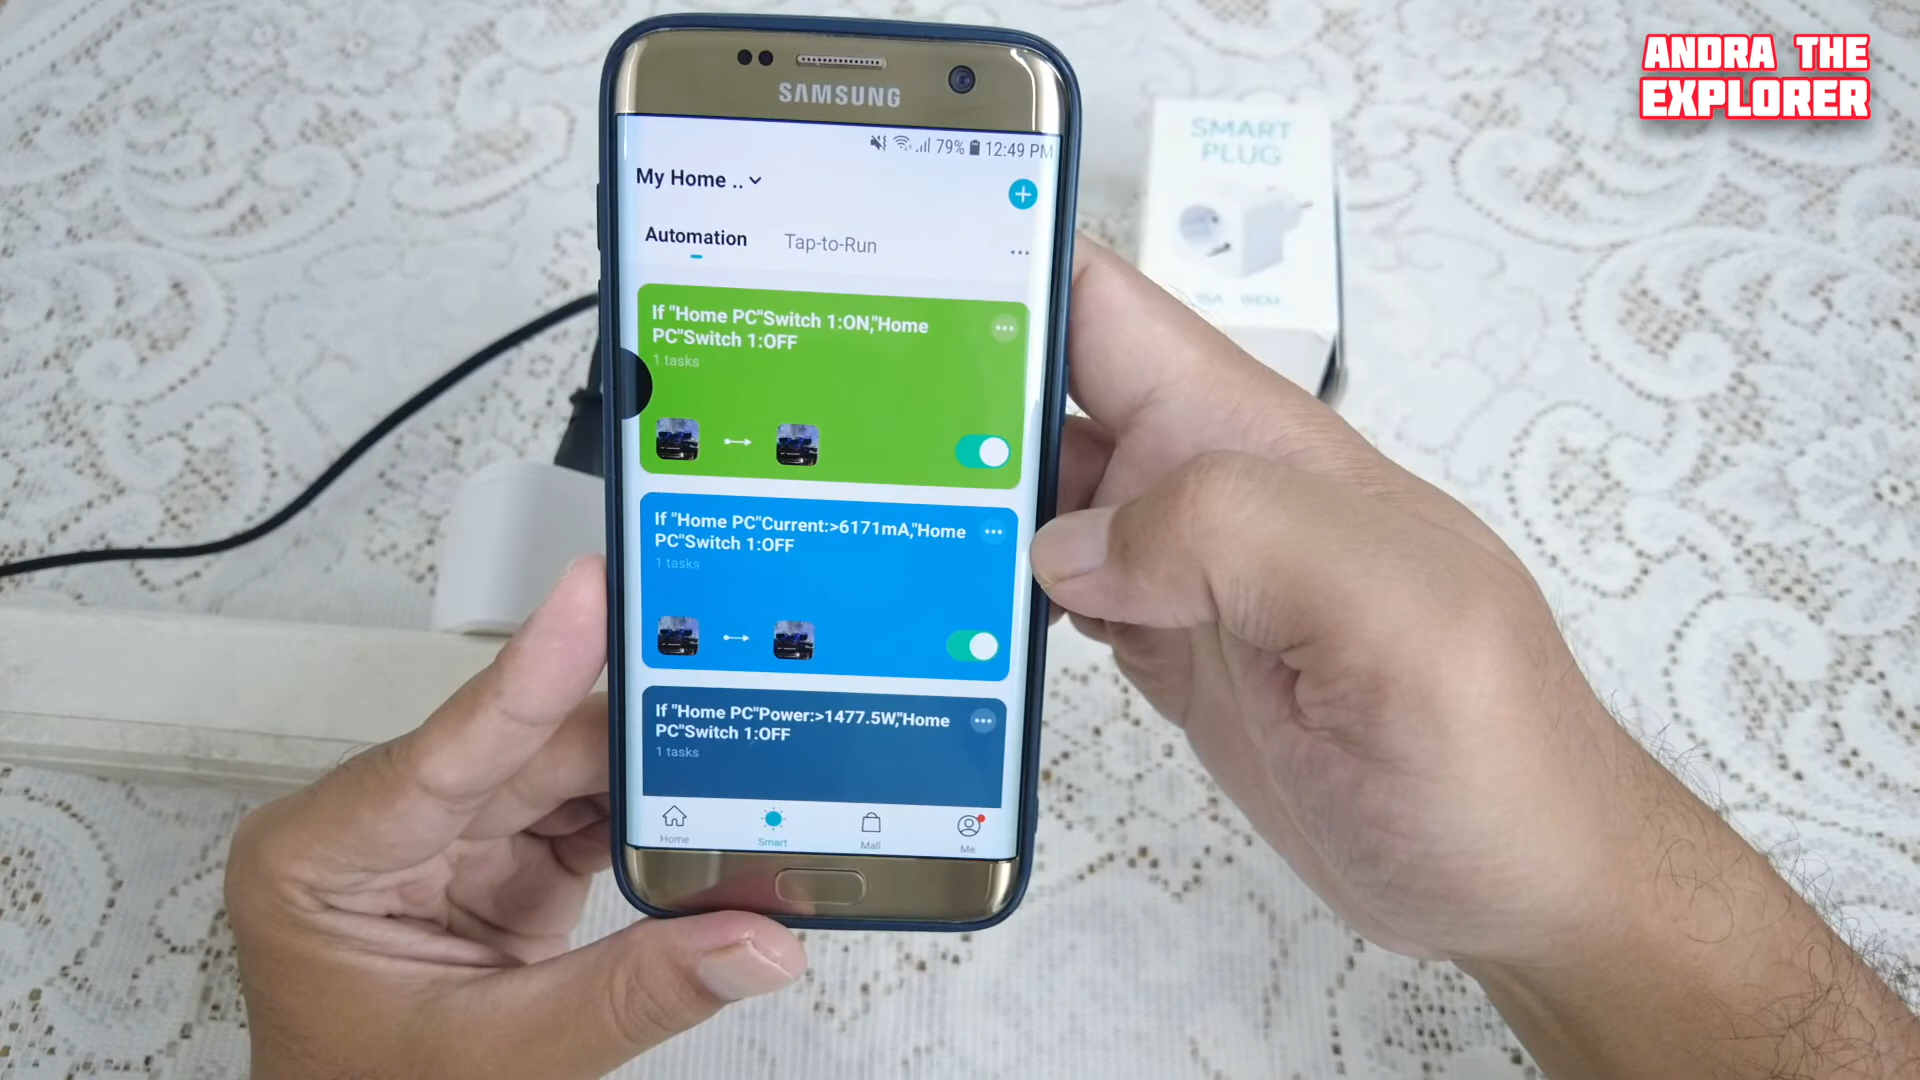 ANDRA THE
EXPLORER
SAMSUNG
79% 12:49 PM
My Home ..
Automation
Tap-to-Run
If "Home PC"Switch 1:ON,"Home
PC"Switch 1:OFF
1 tasks
If "Home PC"Current:>6171mA,"Home
PC"Switch 1:OFF
1 tasks
If "Home PC"Power:>1477.5W,"Home
PC"Switch 1:OFF
1 tasks
Home
Smart
Mall
Me
SMART
PLUG